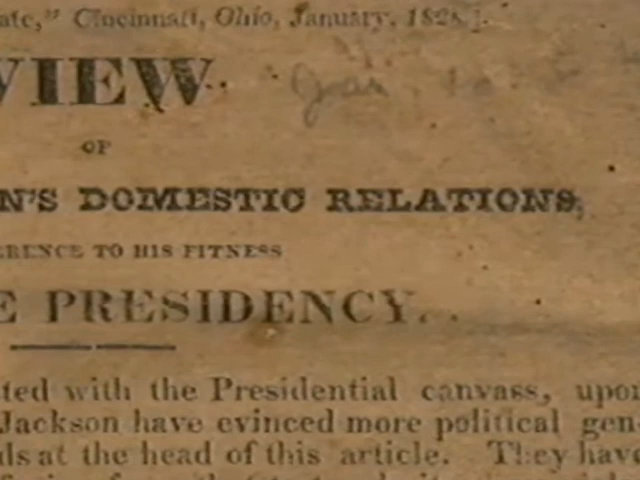 ate," Cincinnati, Ohio, January, 1828.].
VIEW
OF
N'S DOMESTIC RELATIONS,
ERENCE TO HIS FITNESS
E PRESIDENCY.
ted with the Presidential canvass, upon
Jackson have evinced more political gen-
ls at the head of this article. They have